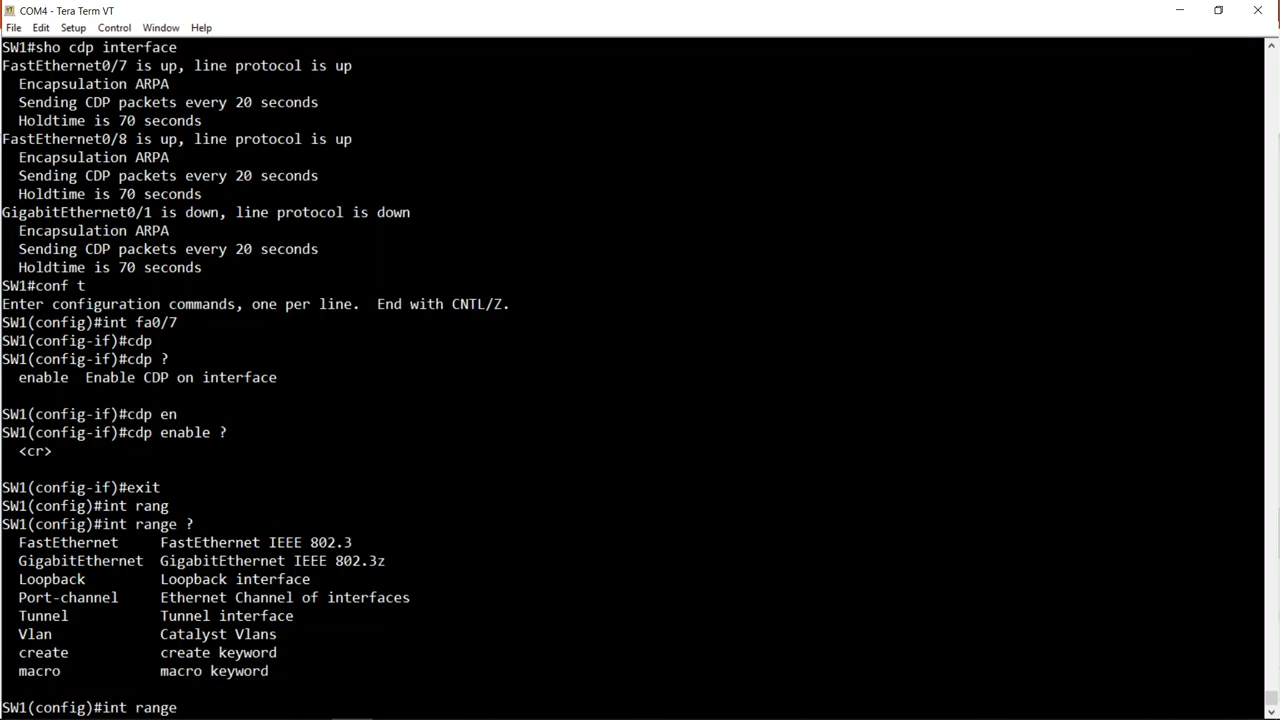 COM4 - Tera Term VT
File Edit Setup Control Window Help
SW1#sho cdp interface
FastEthernet0/7 is up, line protocol is up
  Encapsulation ARPA
  Sending CDP packets every 20 seconds
  Holdtime is 70 seconds
FastEthernet0/8 is up, line protocol is up
  Encapsulation ARPA
  Sending CDP packets every 20 seconds
  Holdtime is 70 seconds
GigabitEthernet0/1 is down, line protocol is down
  Encapsulation ARPA
  Sending CDP packets every 20 seconds
  Holdtime is 70 seconds
SW1#conf t
Enter configuration commands, one per line.  End with CNTL/Z.
SW1(config)#int fa0/7
SW1(config-if)#cdp
SW1(config-if)#cdp ?
  enable  Enable CDP on interface
SW1(config-if)#cdp en
SW1(config-if)#cdp enable ?
  <cr>
SW1(config-if)#exit
SW1(config)#int rang
SW1(config)#int range ?
  FastEthernet     FastEthernet IEEE 802.3
  GigabitEthernet  GigabitEthernet IEEE 802.3z
  Loopback         Loopback interface
  Port-channel     Ethernet Channel of interfaces
  Tunnel           Tunnel interface
  Vlan             Catalyst Vlans
  create           create keyword
  macro            macro keyword
SW1(config)#int range